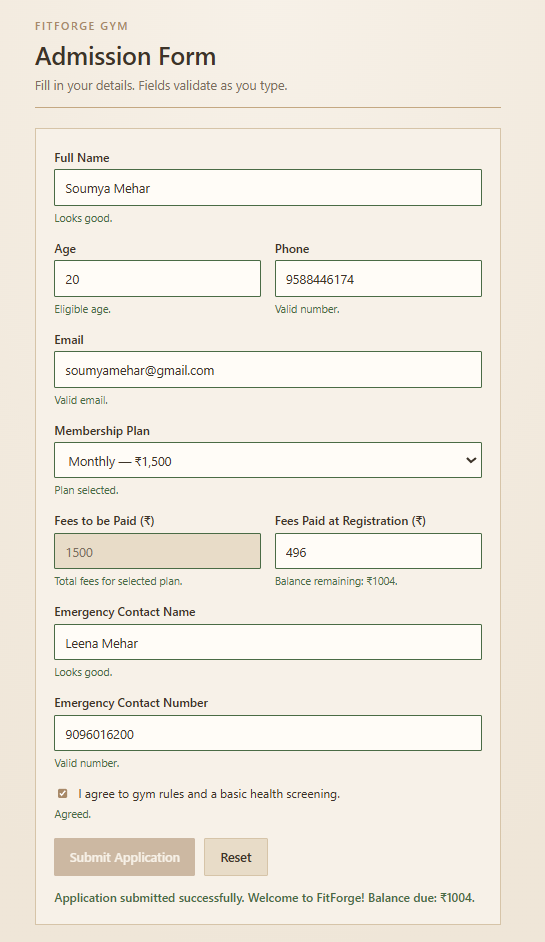 FITFORGE GYM
Admission Form
Fill in your details. Fields validate as you type.
Full Name
Soumya Mehar
Looks good.
Age
Phone
20
9588446174
Eligible age.
Valid number.
Email
soumyamehar@gmail.com
Valid email.
Membership Plan
Monthly — ₹1,500
Plan selected.
Fees to be Paid (₹)
Fees Paid at Registration (₹)
1500
496
Total fees for selected plan.
Balance remaining: ₹1004.
Emergency Contact Name
Leena Mehar
Looks good.
Emergency Contact Number
9096016200
Valid number.
I agree to gym rules and a basic health screening.
Agreed.
Submit Application
Reset
Application submitted successfully. Welcome to FitForge! Balance due: ₹1004.